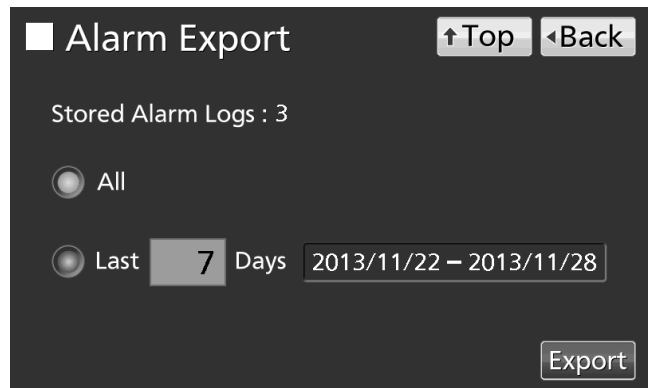 Alarm Export
↑Top
◂Back
Stored Alarm Logs : 3
All
Last 7 Days 2013/11/22 – 2013/11/28
Export